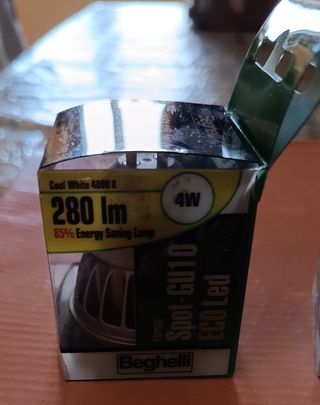 Cool White 4000 K
280 lm
4W
85% Energy Saving Lamp
Spot-GU10
ECO Led
Beghelli